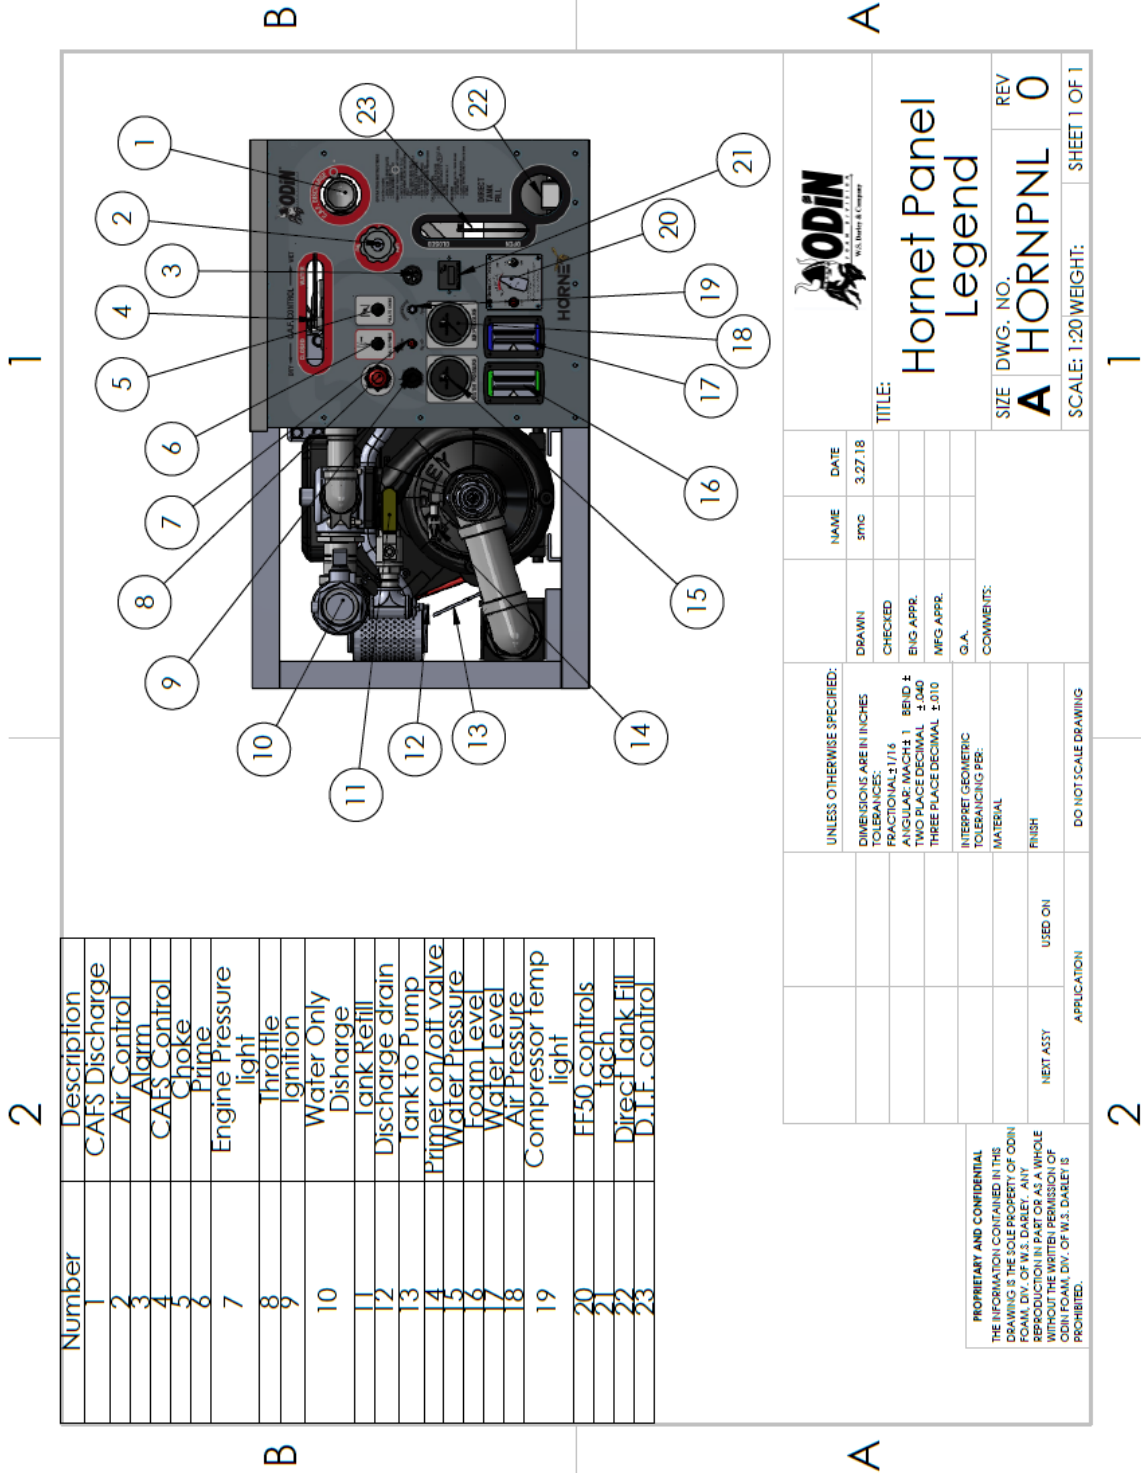 2
1
B
B
A
A
2
1
Number Description
1 CAFS Discharge
2 Air Control
3 Alarm
4 CAFS Control
5 Choke
6 Prime
7 Engine Pressure
light
8 Throttle
9 Ignition
10 Water Only
Disharge
11 Tank Refill
12 Discharge drain
13 Tank to Pump
14 Primer on/off valve
15 Water Pressure
16 Foam Level
17 Water Level
18 Air Pressure
19 Compressor temp
light
20 FF50 controls
21 tach
22 Direct Tank Fill
23 D.T.F. control
1
2
3
4
5
6
7
8
9
10
11
12
13
14
15
16
17
18
19
20
21
22
23
ODIN
C.A.F. CONTROL
CLOSED
OPEN
DIRECT
TANK
FILL
HORNET
PROPRIETARY AND CONFIDENTIAL
THE INFORMATION CONTAINED IN THIS
DRAWING IS THE SOLE PROPERTY OF ODIN
FOAM, DIV. OF W.S. DARLEY. ANY
REPRODUCTION IN PART OR AS A WHOLE
WITHOUT THE WRITTEN PERMISSION OF
ODIN FOAM, DIV. OF W.S. DARLEY IS
PROHIBITED.
NEXT ASSY
USED ON
APPLICATION
UNLESS OTHERWISE SPECIFIED:
DIMENSIONS ARE IN INCHES
TOLERANCES:
FRACTIONAL±1/16
ANGULAR: MACH± 1 BEND ±
TWO PLACE DECIMAL ±.040
THREE PLACE DECIMAL ±.010
INTERPRET GEOMETRIC
TOLERANCING PER:
MATERIAL
FINISH
DO NOT SCALE DRAWING
NAME DATE
DRAWN smc 3.27.18
CHECKED
ENG APPR.
MFG APPR.
Q.A.
COMMENTS:
ODIN
FOAM DIVISION
W.S. Darley & Company
TITLE:
Hornet Panel
Legend
SIZE DWG. NO. REV
A HORNPNL 0
SCALE: 1:20 WEIGHT: SHEET 1 OF 1